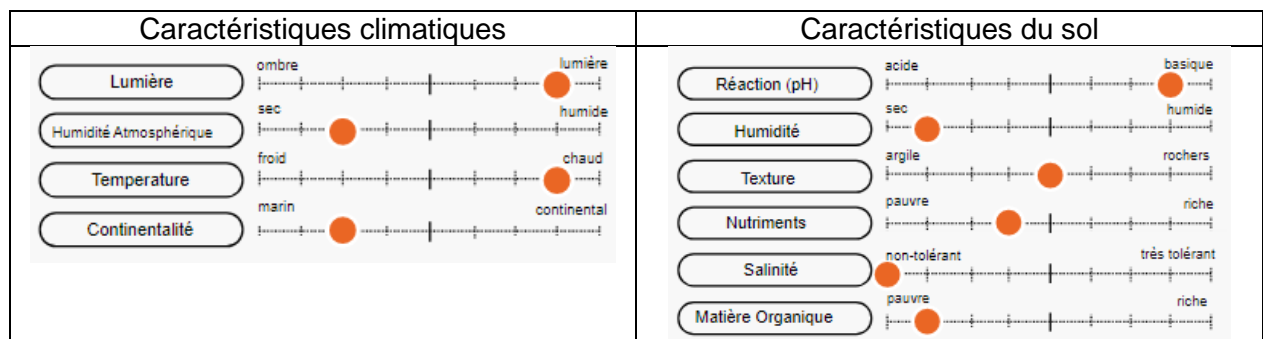 Caractéristiques climatiques
Lumière
ombre
lumière
Humidité Atmosphérique
sec
humide
Temperature
froid
chaud
Continentalité
marin
continental
Caractéristiques du sol
Réaction (pH)
acide
basique
Humidité
sec
humide
Texture
argile
rochers
Nutriments
pauvre
riche
Salinité
non-tolérant
très tolérant
Matière Organique
pauvre
riche